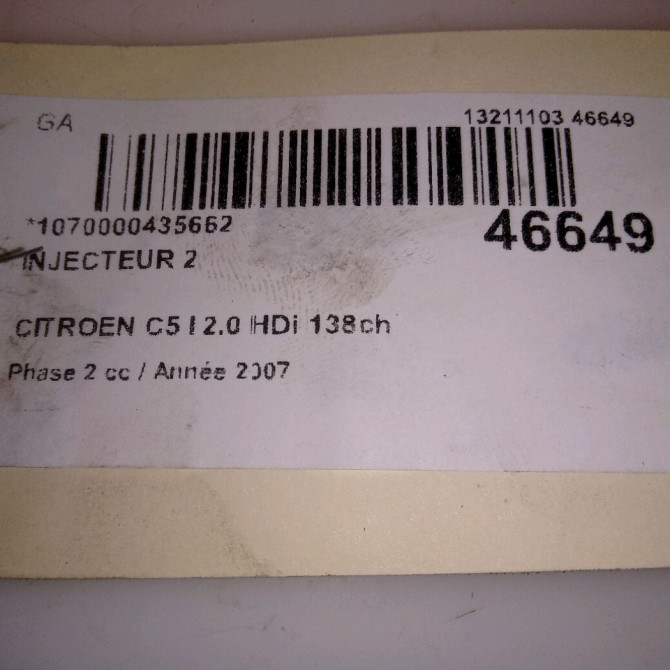 GA
13211103 46649
*1070000435662
46649
INJECTEUR 2
CITROEN C5 I 2.0 HDi 138ch
Phase 2 cc / Année 2007